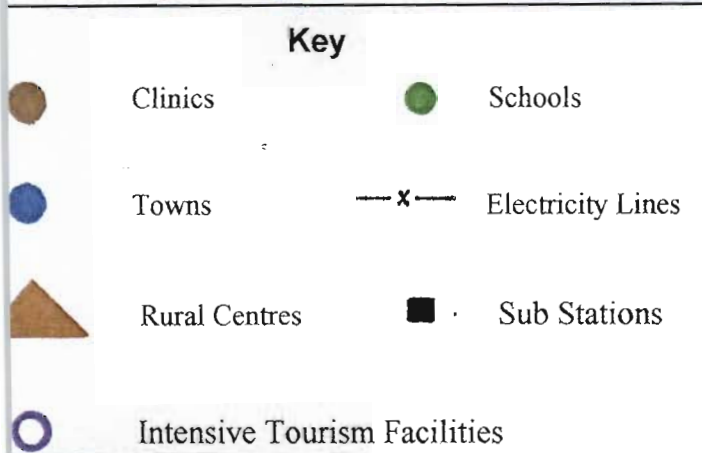 Key
Clinics Schools
Towns Electricity Lines
Rural Centres Sub Stations
Intensive Tourism Facilities